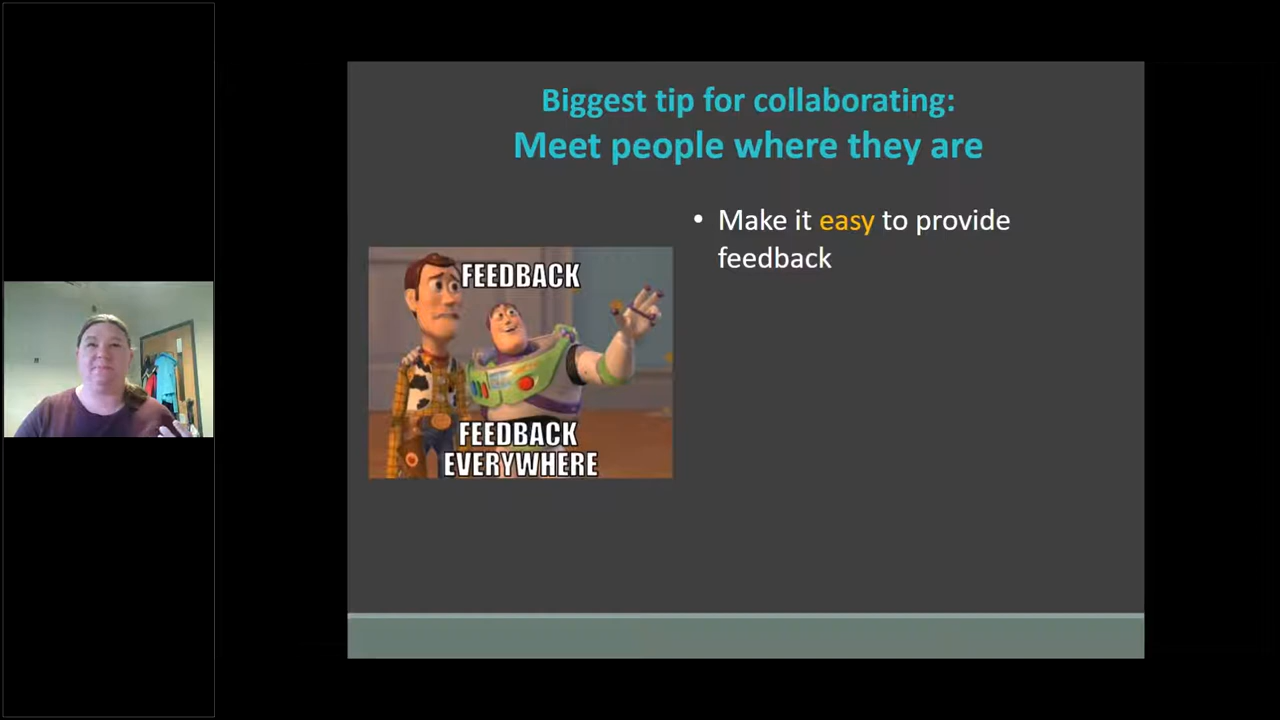 Biggest tip for collaborating:
Meet people where they are
• Make it easy to provide
feedback
FEEDBACK
FEEDBACK
EVERYWHERE